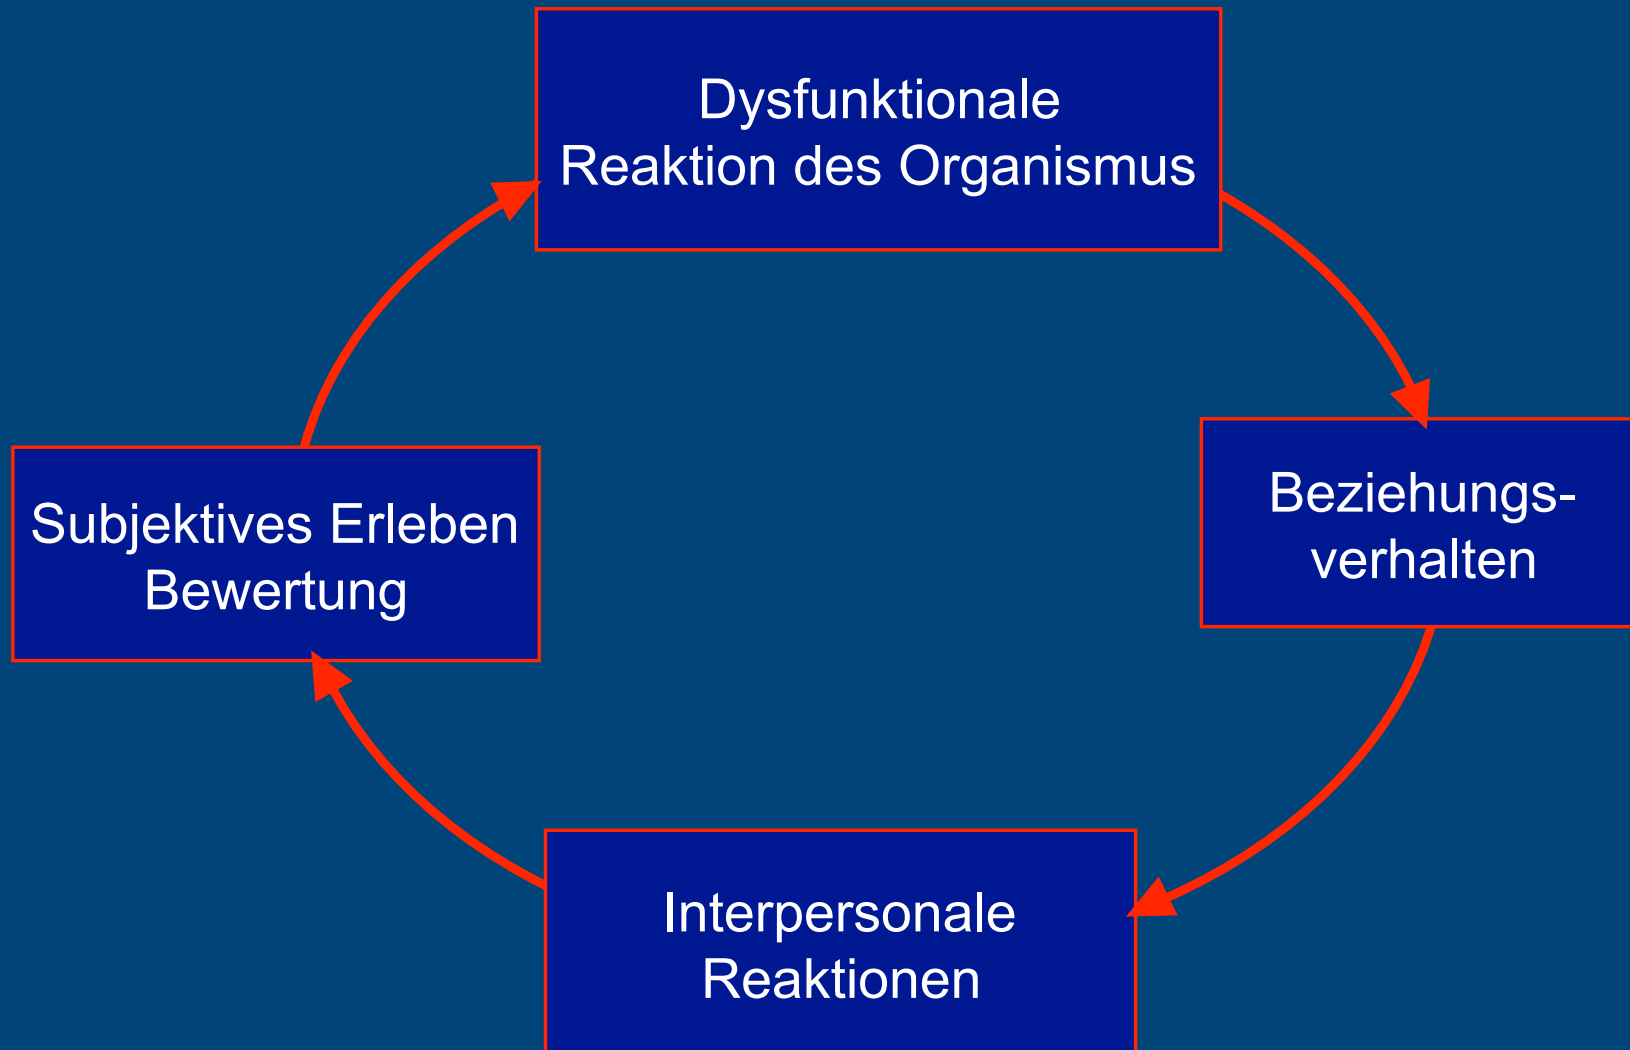 Dysfunktionale
Reaktion des Organismus
Beziehungs-
verhalten
Subjektives Erleben
Bewertung
Interpersonale
Reaktionen